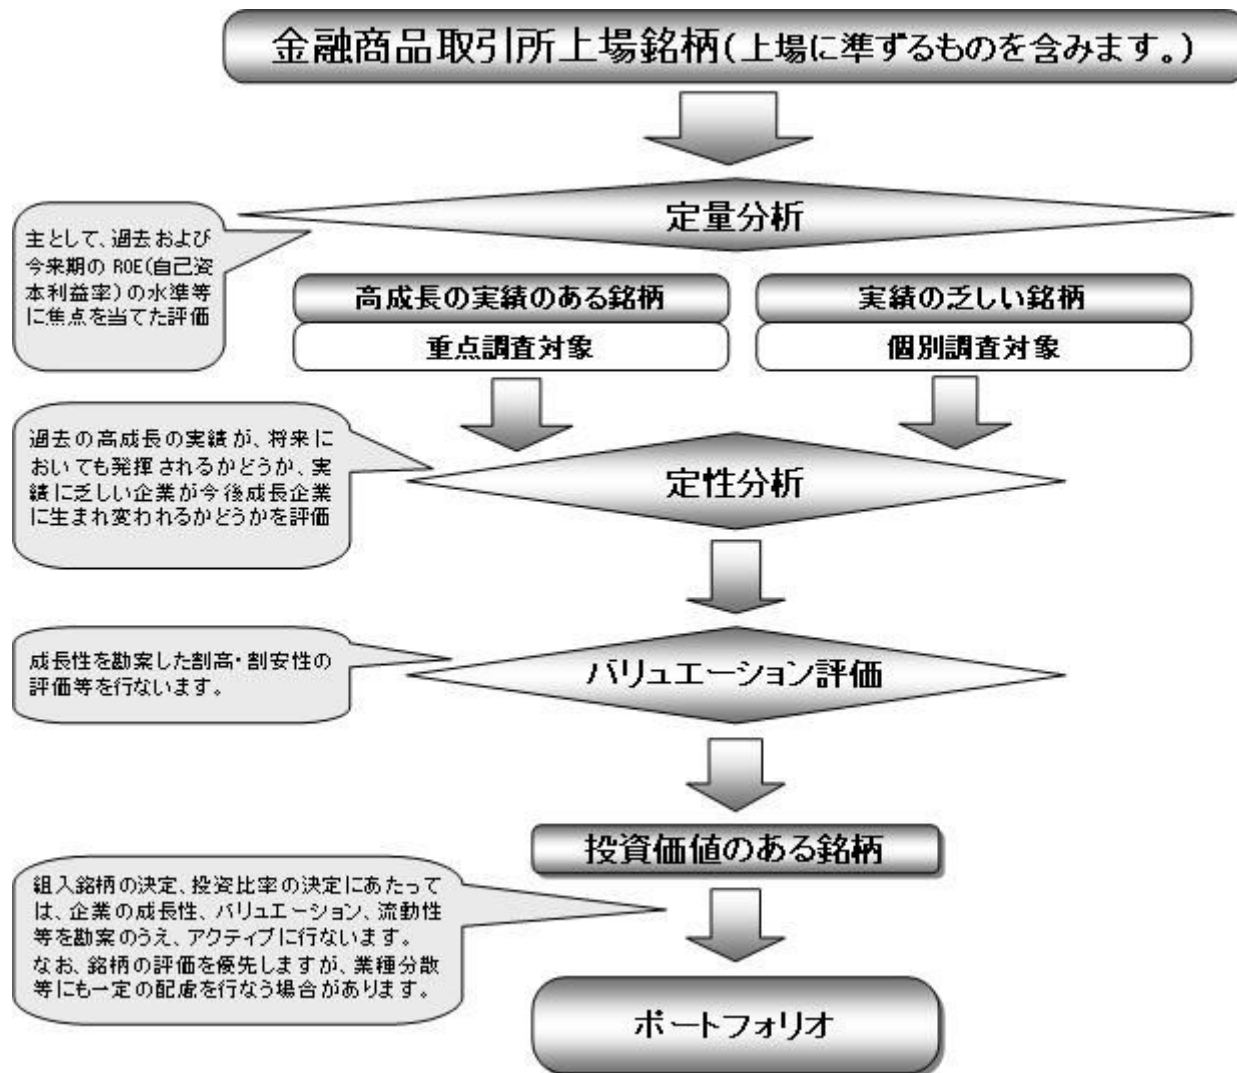 金融商品取引所上場銘柄(上場に準ずるものを含みます。)
定量分析
主として、過去および
今来期の ROE(自己資
本利益率)の水準等
に焦点を当てた評価
高成長の実績のある銘柄
重点調査対象
実績の乏しい銘柄
個別調査対象
過去の高成長の実績が、将来に
おいても発揮されるかどうか、実
績に乏しい企業が今後成長企業
に生まれ変われるかどうかを評価
定性分析
成長性を勘案した割高・割安性の
評価等を行ないます。
バリュエーション評価
投資価値のある銘柄
組入銘柄の決定、投資比率の決定にあたって
は、企業の成長性、バリュエーション、流動性
等を勘案のうえ、アクティブに行ないます。
なお、銘柄の評価を優先しますが、業種分散
等にも一定の配慮を行なう場合があります。
ポートフォリオ